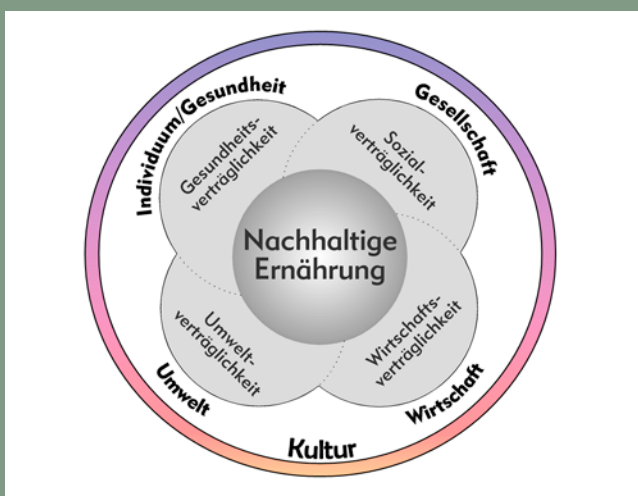 Individuum/Gesundheit
Gesellschaft
Gesundheits-
verträglichkeit
Sozial-
verträglichkeit
Nachhaltige
Ernährung
Umwelt-
verträglichkeit
Wirtschafts-
verträglichkeit
Umwelt
Wirtschaft
Kultur